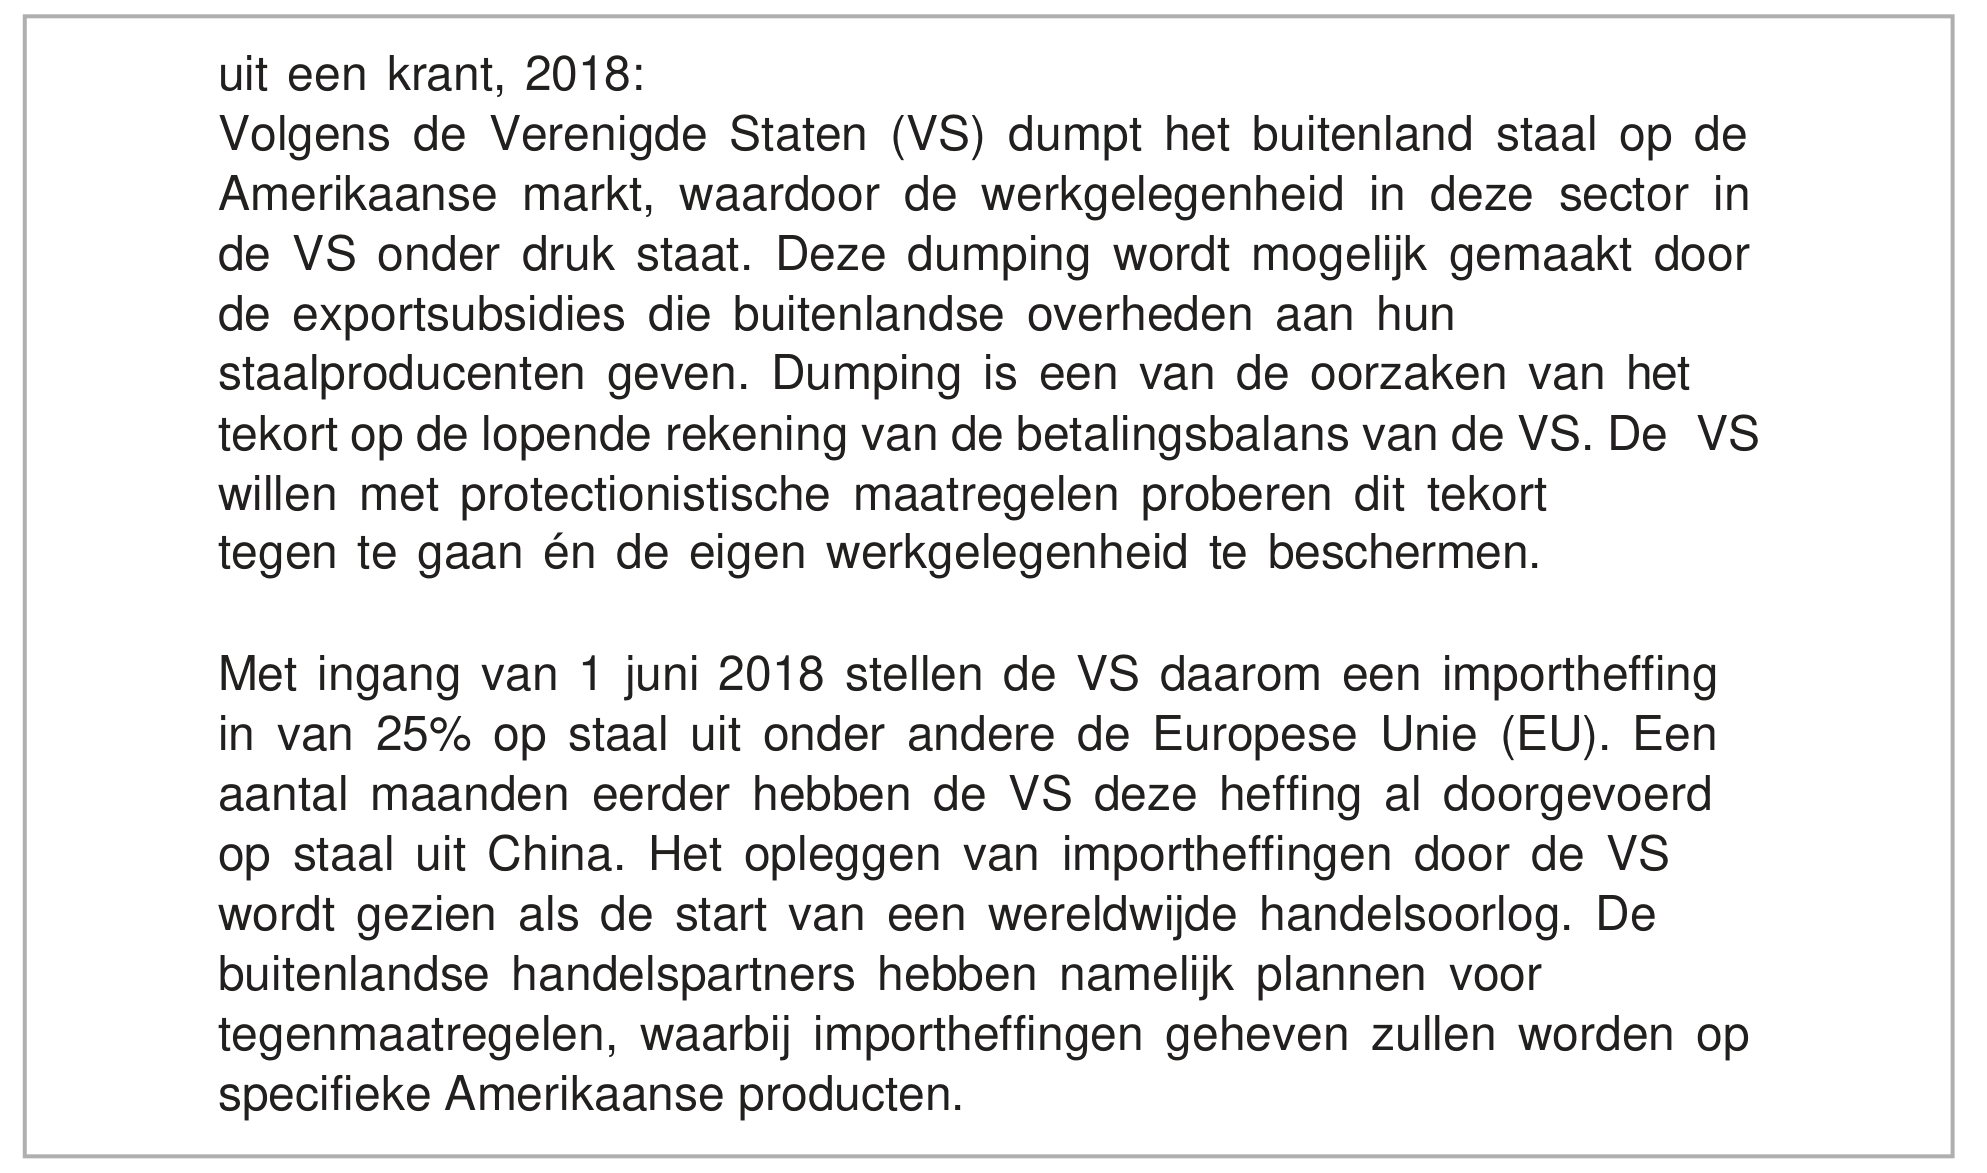 uit een krant, 2018:
Volgens de Verenigde Staten (VS) dumpt het buitenland staal op de
Amerikaanse markt, waardoor de werkgelegenheid in deze sector in
de VS onder druk staat. Deze dumping wordt mogelijk gemaakt door
de exportsubsidies die buitenlandse overheden aan hun
staalproducenten geven. Dumping is een van de oorzaken van het
tekort op de lopende rekening van de betalingsbalans van de VS. De VS
willen met protectionistische maatregelen proberen dit tekort
tegen te gaan én de eigen werkgelegenheid te beschermen.

Met ingang van 1 juni 2018 stellen de VS daarom een importheffing
in van 25% op staal uit onder andere de Europese Unie (EU). Een
aantal maanden eerder hebben de VS deze heffing al doorgevoerd
op staal uit China. Het opleggen van importheffingen door de VS
wordt gezien als de start van een wereldwijde handelsoorlog. De
buitenlandse handelspartners hebben namelijk plannen voor
tegenmaatregelen, waarbij importheffingen geheven zullen worden op
specifieke Amerikaanse producten.